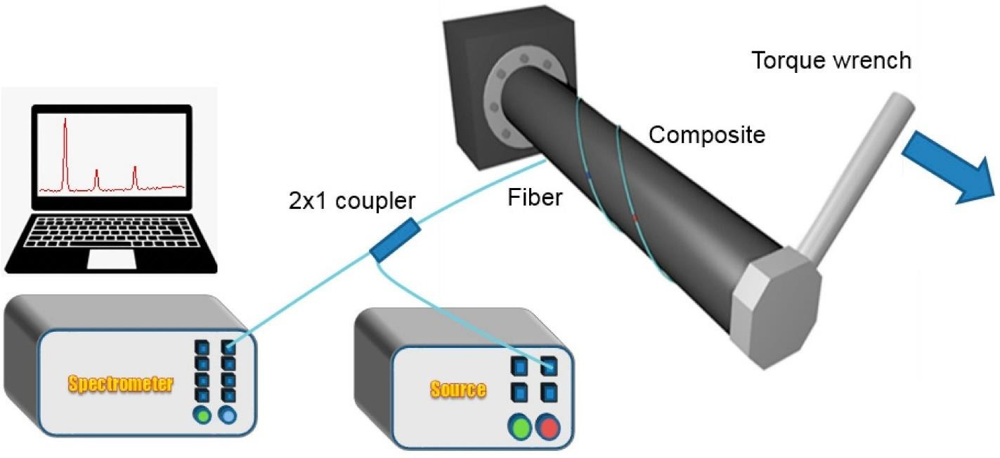 Torque wrench
Composite
2x1 coupler
Fiber
Spectrometer
Source